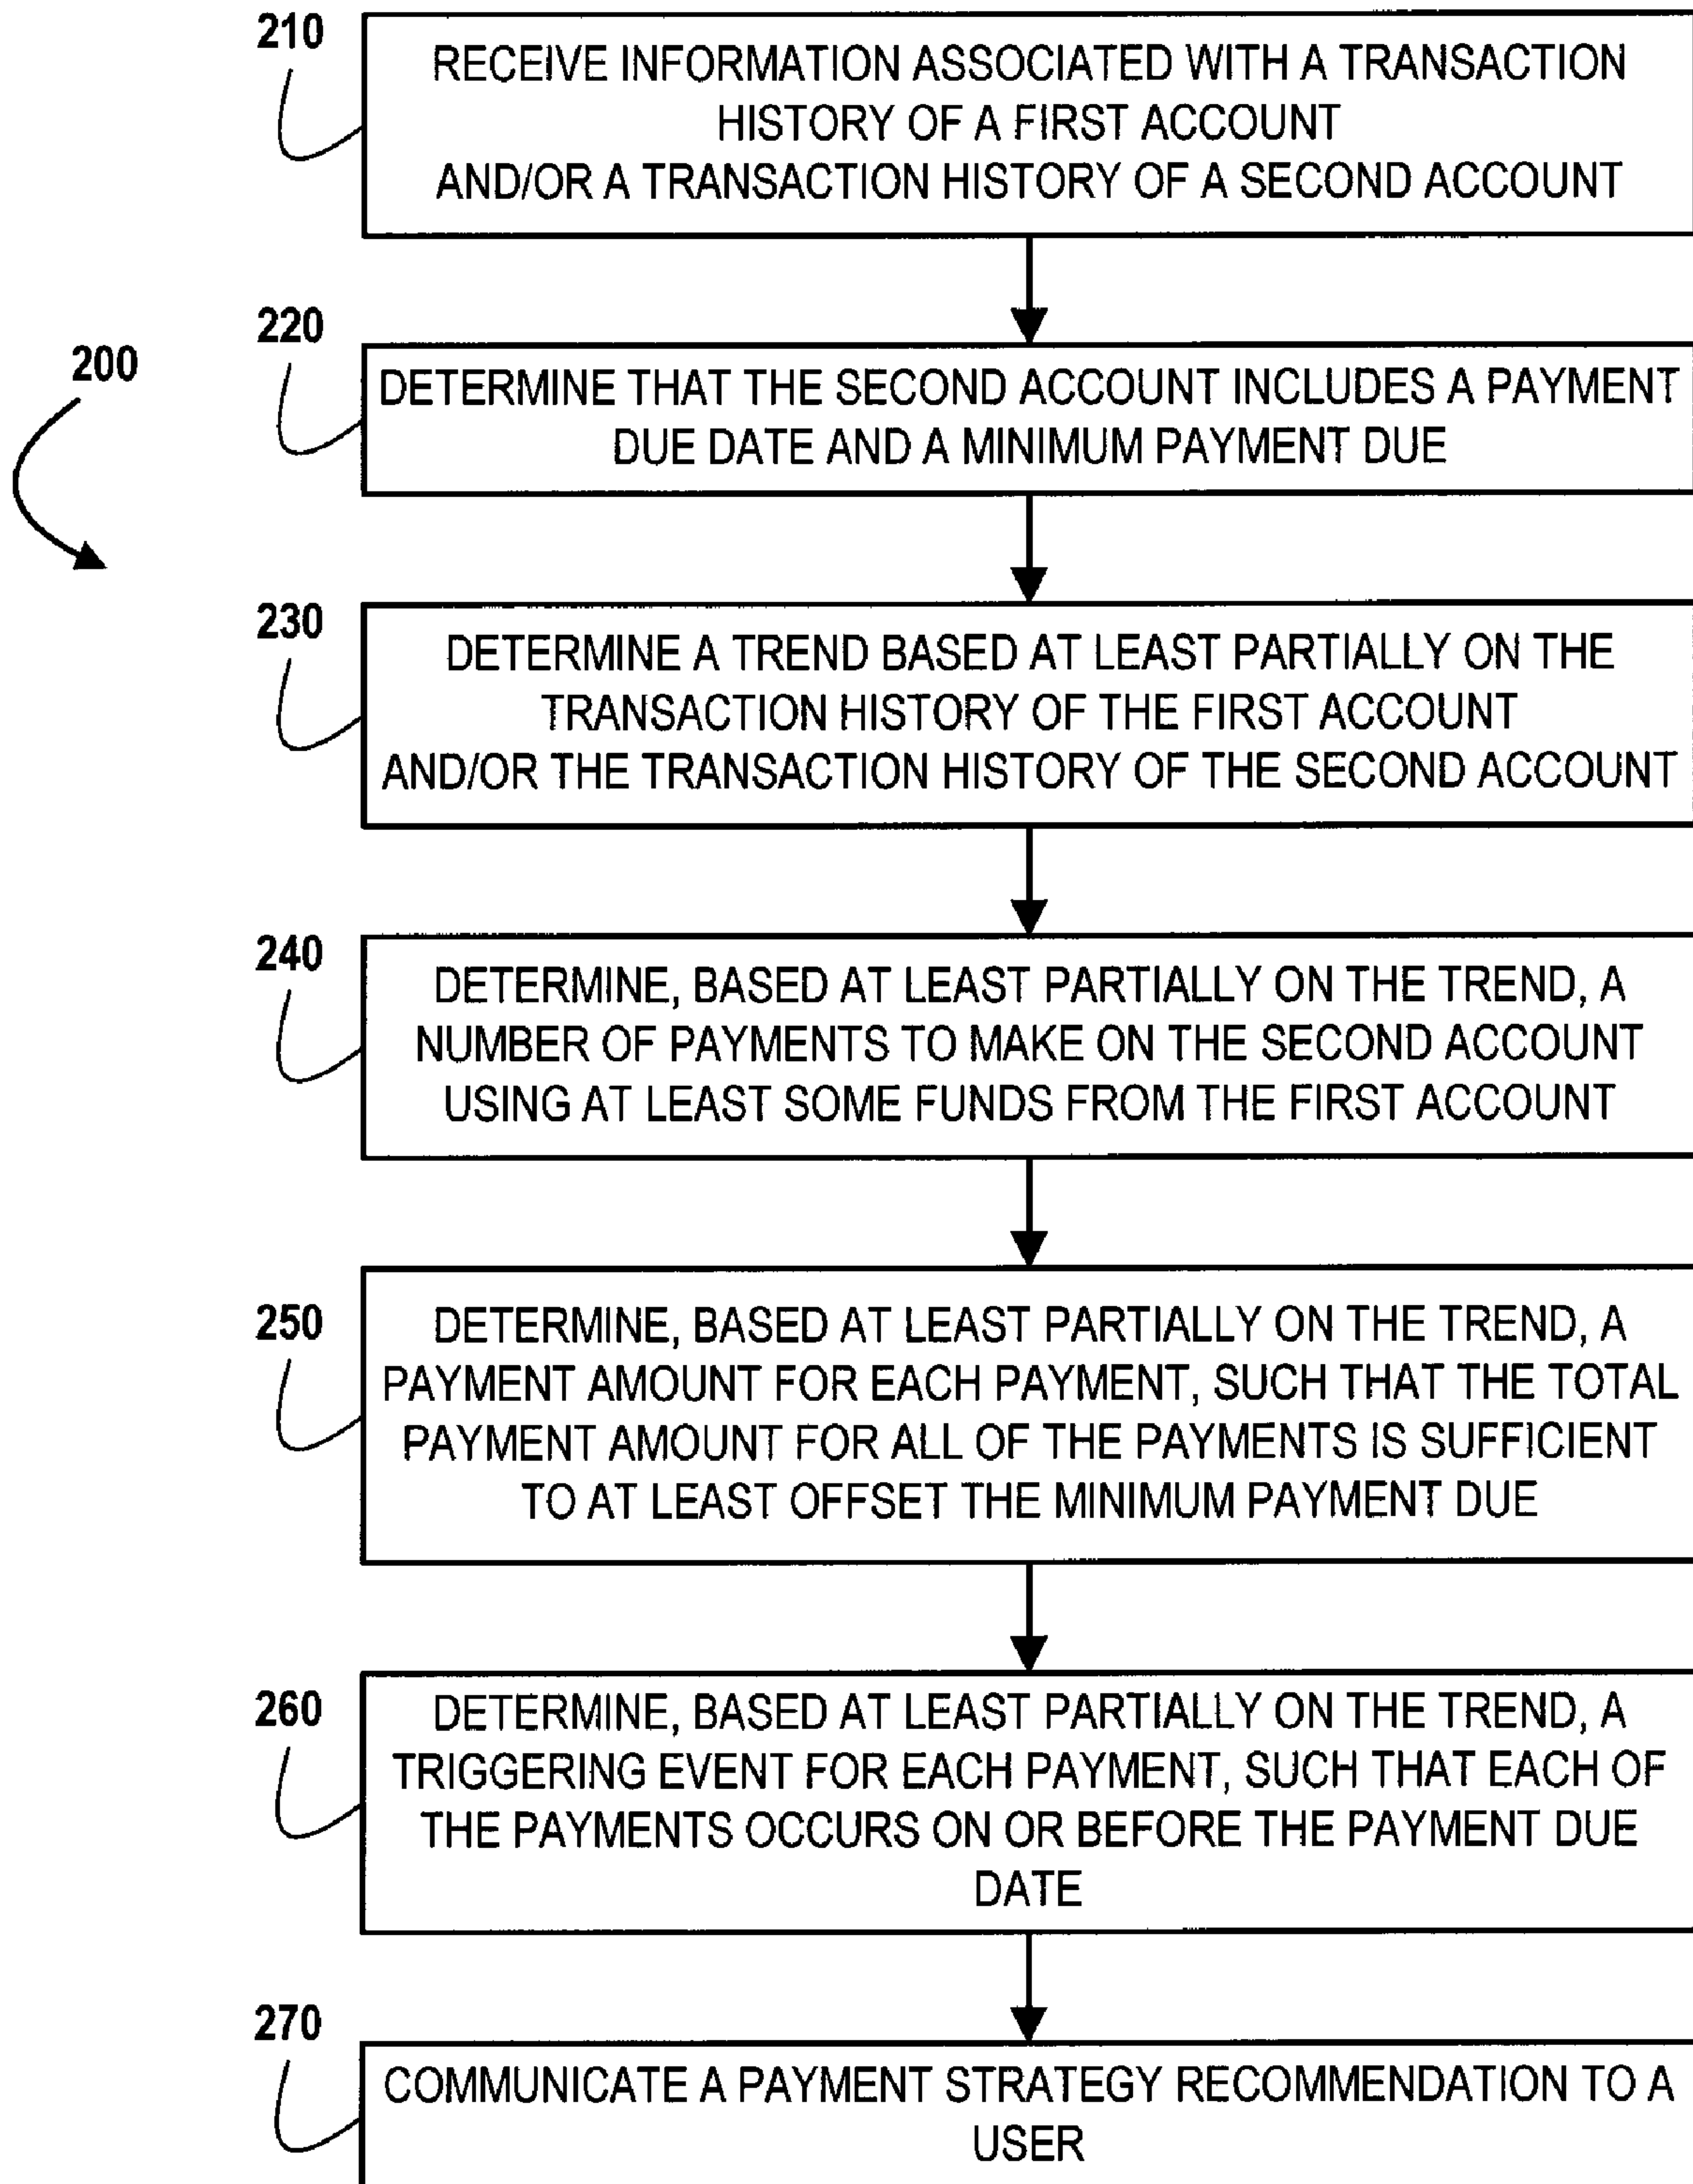 210
RECEIVE INFORMATION ASSOCIATED WITH A TRANSACTION
HISTORY OF A FIRST ACCOUNT
AND/OR A TRANSACTION HISTORY OF A SECOND ACCOUNT
200
220
DETERMINE THAT THE SECOND ACCOUNT INCLUDES A PAYMENT
DUE DATE AND A MINIMUM PAYMENT DUE
230
DETERMINE A TREND BASED AT LEAST PARTIALLY ON THE
TRANSACTION HISTORY OF THE FIRST ACCOUNT
AND/OR THE TRANSACTION HISTORY OF THE SECOND ACCOUNT
240
DETERMINE, BASED AT LEAST PARTIALLY ON THE TREND, A
NUMBER OF PAYMENTS TO MAKE ON THE SECOND ACCOUNT
USING AT LEAST SOME FUNDS FROM THE FIRST ACCOUNT
250
DETERMINE, BASED AT LEAST PARTIALLY ON THE TREND, A
PAYMENT AMOUNT FOR EACH PAYMENT, SUCH THAT THE TOTAL
PAYMENT AMOUNT FOR ALL OF THE PAYMENTS IS SUFFICIENT
TO AT LEAST OFFSET THE MINIMUM PAYMENT DUE
260
DETERMINE, BASED AT LEAST PARTIALLY ON THE TREND, A
TRIGGERING EVENT FOR EACH PAYMENT, SUCH THAT EACH OF
THE PAYMENTS OCCURS ON OR BEFORE THE PAYMENT DUE
DATE
270
COMMUNICATE A PAYMENT STRATEGY RECOMMENDATION TO A
USER